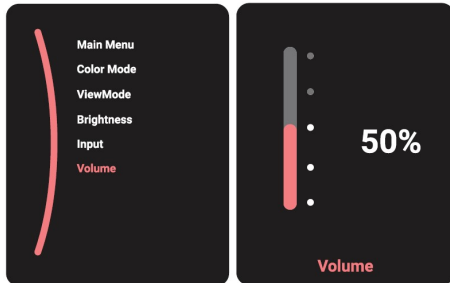 Main Menu
Color Mode
ViewMode
Brightness
Input
Volume
50%
Volume